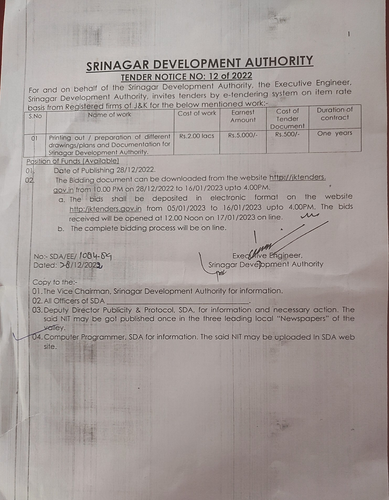 1
SRINAGAR DEVELOPMENT AUTHORITY
TENDER NOTICE NO: 12 of 2022
For and on behalf of the Srinagar Development Authority, the Executive Engineer,
Srinagar Development Authority, invites tenders by e-tendering system on item rate
basis from Registered firms of J&K for the below mentioned work:-
S.No Name of work Cost of work Earnest Amount Cost of Tender Document Duration of contract
01 Printing out / preparation of different drawings/plans and Documentation for Srinagar Development Authority. Rs.2.00 lacs Rs.5,000/- Rs.500/- One years
Position of Funds (Available)
01. Date of Publishing 28/12/2022.
02. The Bidding document can be downloaded from the website http://jktenders.
gov.in from 10.00 PM on 28/12/2022 to 16/01/2023 upto 4.00PM.
a. The bids shall be deposited in electronic format on the website
http:/jktenders.gov.in from 05/01/2023 to 16/01/2023 upto 4.00PM. The bids
received will be opened at 12.00 Noon on 17/01/2023 on line.
b. The complete bidding process will be on line.
Executive Engineer,
No:- SDA/EE/
Srinagar Development Authority
Dated: 28/12/2022
Copy to the:-
01. The Vice Chairman, Srinagar Development Authority for information.
02. All Officers of SDA
03. Deputy Director Publicity & Protocol, SDA, for information and necessary action. The
said NIT may be got published once in the three leading local "Newspapers" of the
valley.
04. Computer Programmer, SDA for information. The said NIT may be uploaded in SDA web
site.